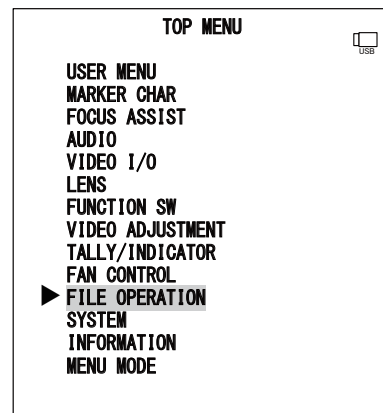 TOP MENU
USB
USER MENU
MARKER CHAR
FOCUS ASSIST
AUDIO
VIDEO I/O
LENS
FUNCTION SW
VIDEO ADJUSTMENT
TALLY/INDICATOR
FAN CONTROL
FILE OPERATION
SYSTEM
INFORMATION
MENU MODE